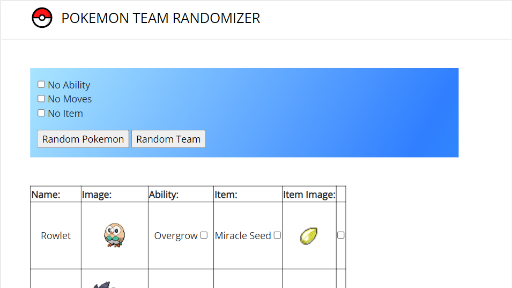 POKEMON TEAM RANDOMIZER
No Ability
No Moves
No Item
Random Pokemon Random Team
Name: Image: Ability: Item: Item Image:
Rowlet Overgrow Miracle Seed